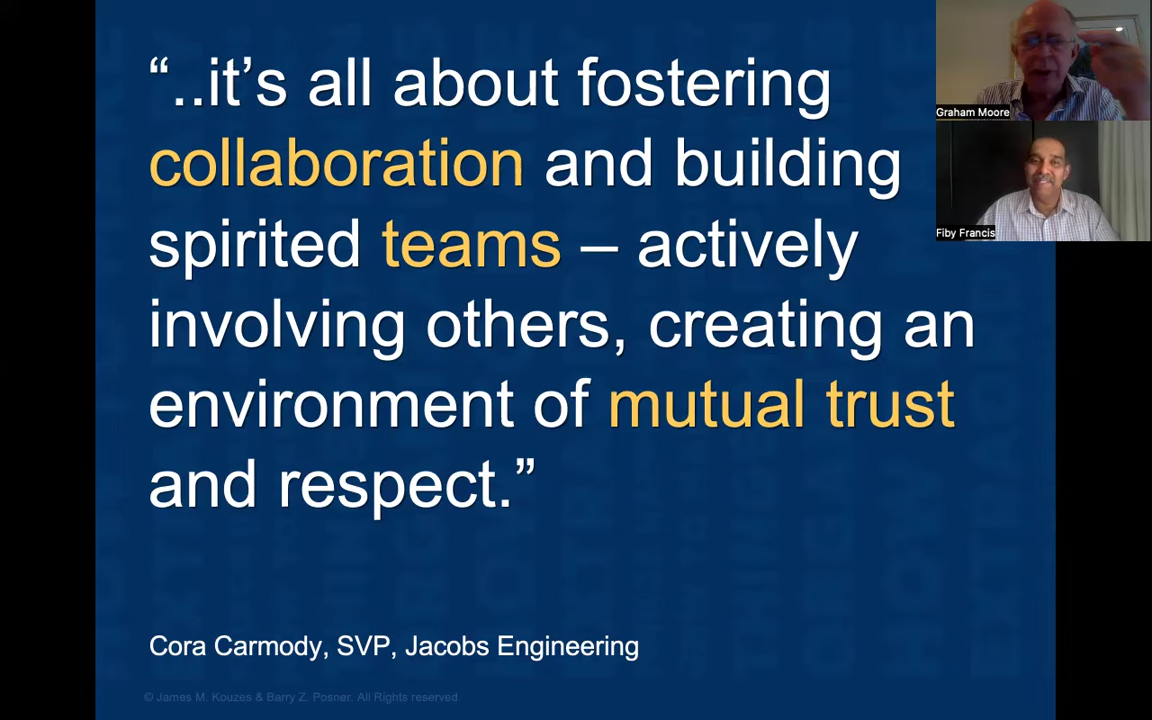 “..it’s all about fostering
collaboration and building
spirited teams – actively
involving others, creating an
environment of mutual trust
and respect.”
Cora Carmody, SVP, Jacobs Engineering
© James M. Kouzes & Barry Z. Posner. All Rights reserved.
Graham Moore
Fiby Francis